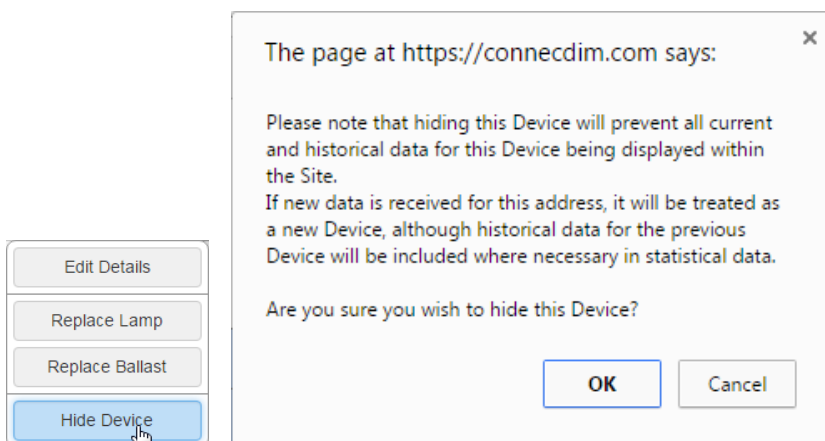 Edit Details
Replace Lamp
Replace Ballast
Hide Device
The page at https://connecdim.com says:
Please note that hiding this Device will prevent all current
and historical data for this Device being displayed within
the Site.
If new data is received for this address, it will be treated as
a new Device, although historical data for the previous
Device will be included where necessary in statistical data.
Are you sure you wish to hide this Device?
OK
Cancel